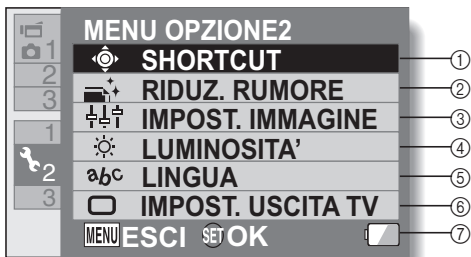 MENU OPZIONE2
1
2
3
1
2
3
SHORTCUT ①
RIDUZ. RUMORE ②
IMPOST. IMMAGINE ③
LUMINOSITA’ ④
abc LINGUA ⑤
IMPOST. USCITA TV ⑥
MENU ESCI SET OK ⑦